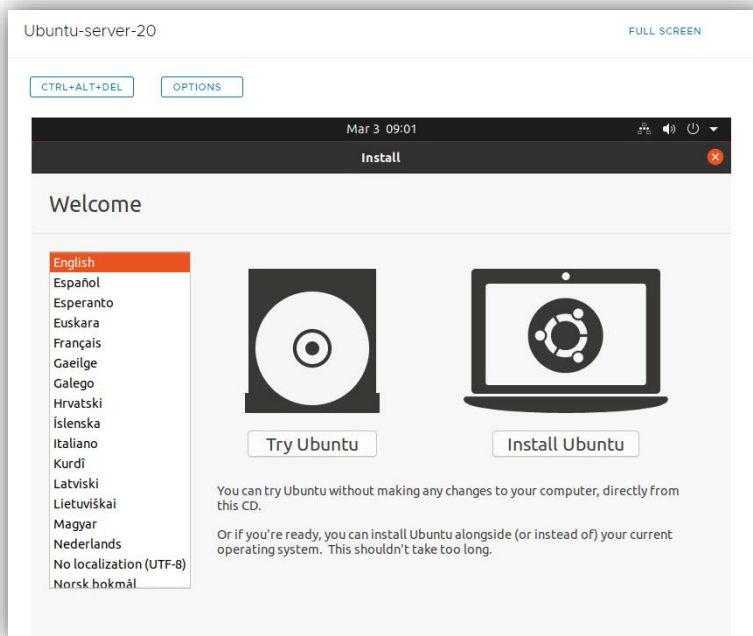 Ubuntu-server-20
FULL SCREEN
CTRL+ALT+DEL
OPTIONS
Mar 3 09:01
Install
Welcome
English
Español
Esperanto
Euskara
Français
Gaeilge
Galego
Hrvatski
Íslenska
Italiano
Kurdî
Latviski
Lietuviškai
Magyar
Nederlands
No localization (UTF-8)
Norsk bokmål
Try Ubuntu
Install Ubuntu
You can try Ubuntu without making any changes to your computer, directly from
this CD.
Or if you're ready, you can install Ubuntu alongside (or instead of) your current
operating system. This shouldn't take too long.